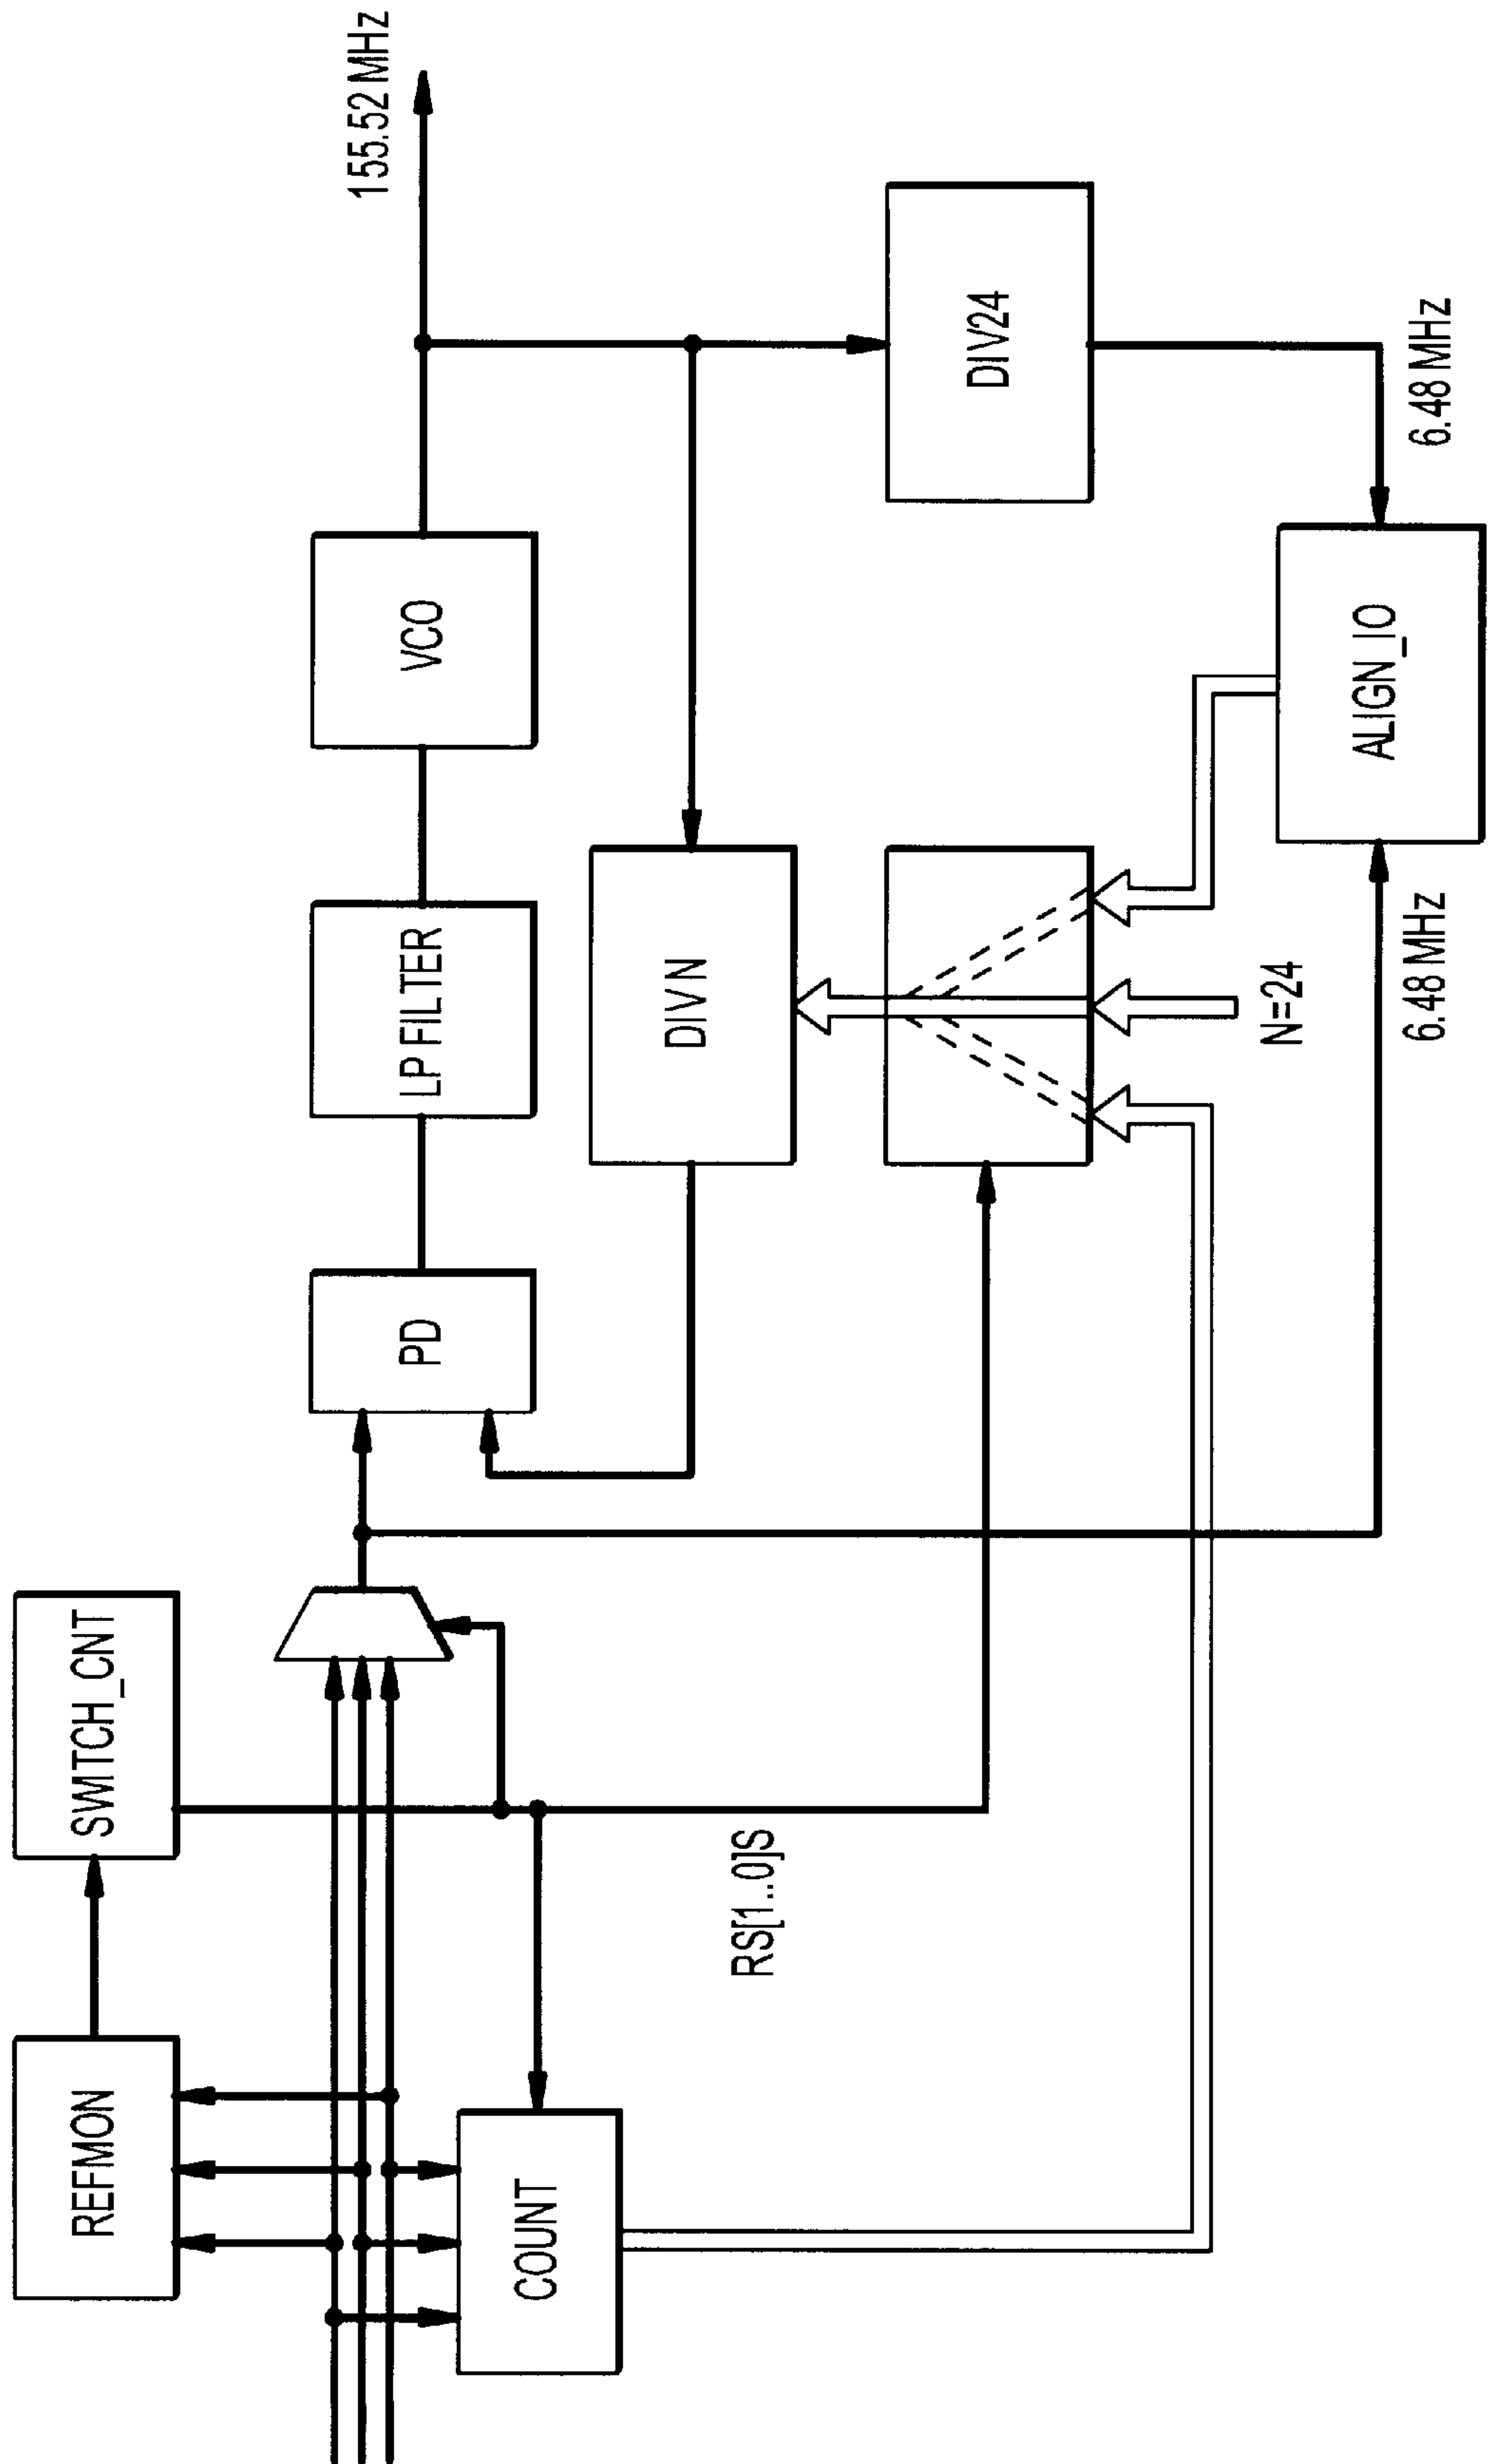 REFMON
SWITCH_CNT
155.52 MHz
PD
LP FILTER
VCO
COUNT
DIV N
RS[1..0]S
DIV24
N=24
6.48 MHz
ALIGN_IO
6.48 MHz